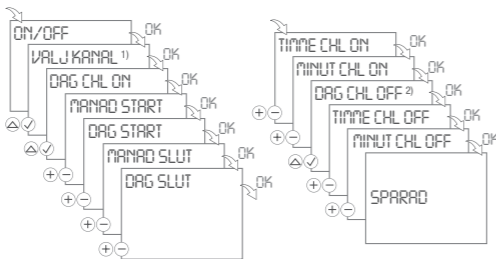 ON/OFF
OK
VALJ KANAL 1)
OK
DAG CHL ON
OK
MANAD START
OK
DAG START
OK
MANAD SLUT
OK
DAG SLUT
OK
TIMME CHL ON
OK
MINUT CHL ON
OK
DAG CHL OFF 2)
OK
TIMME CHL OFF
OK
MINUT CHL OFF
OK
SPARAD